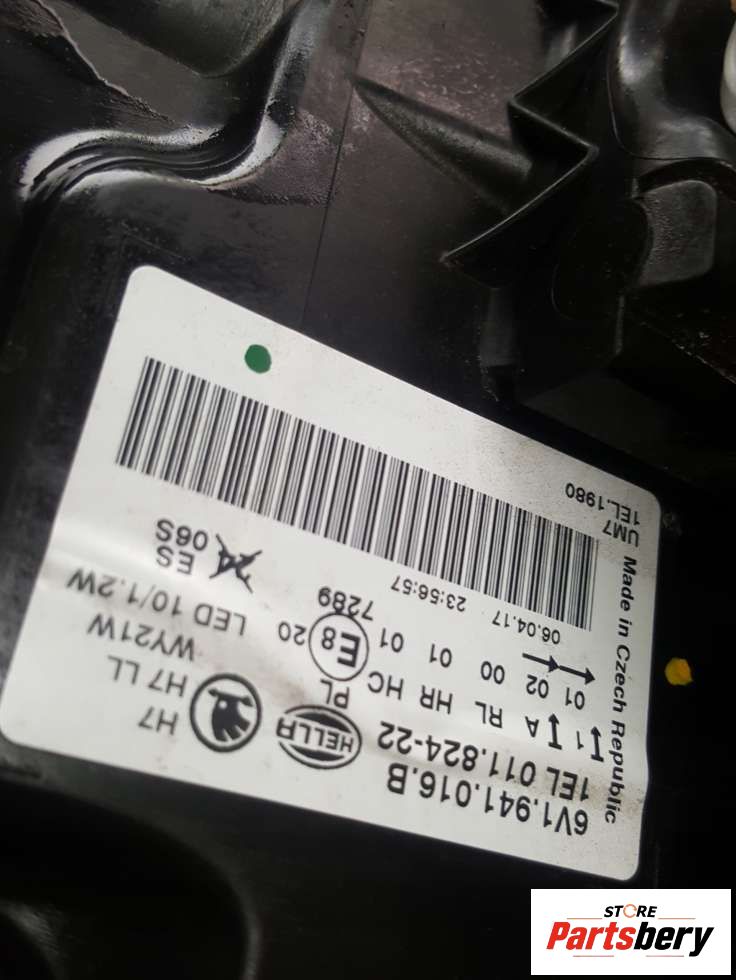 6V1.941.016.B
1EL 011.824-22
HELLA
H7
H7 LL
WY21W
LED 10/1.2W
ES
06S
1 A RL HR HC PL
01 02 00 01 01 E8 20
7289
06.04.17 23:56:57
UM7
1EL.1980
Made in Czech Republic
STORE
Partsbery